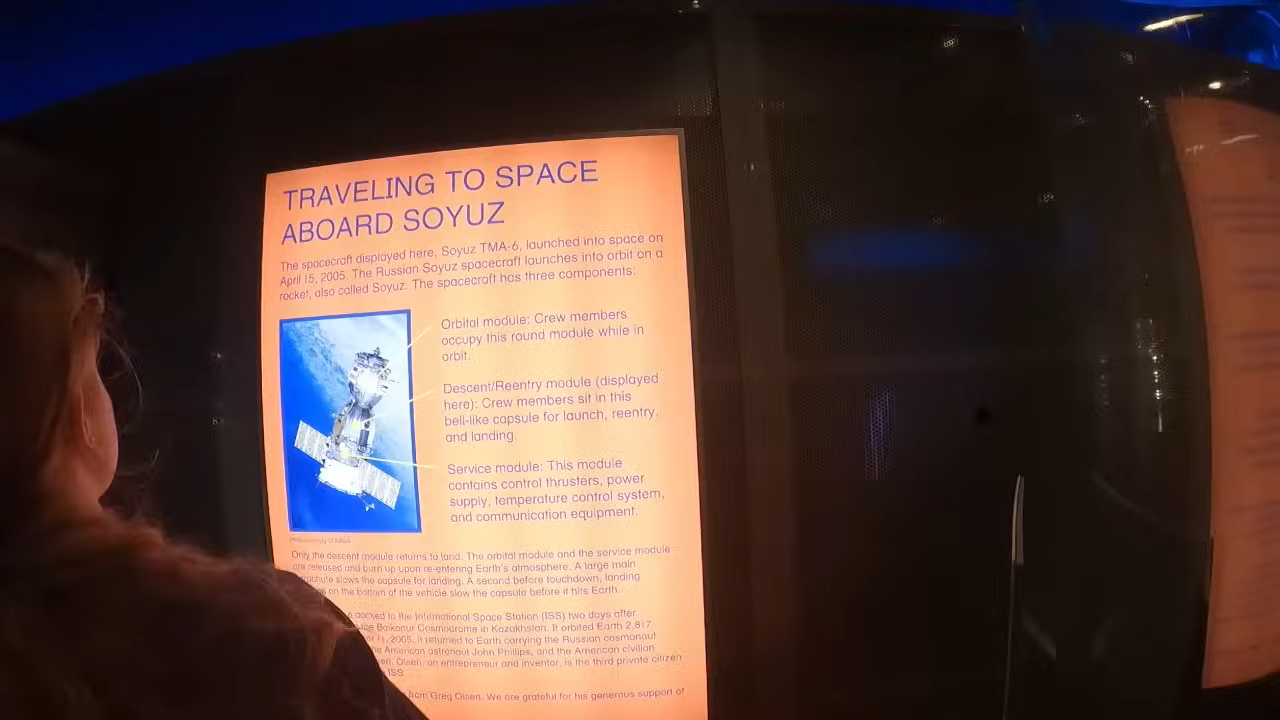 TRAVELING TO SPACE
ABOARD SOYUZ
The spacecraft displayed here, Soyuz TMA-6, launched into space on
April 15, 2005. The Russian Soyuz spacecraft launches into orbit on a
rocket, also called Soyuz. The spacecraft has three components:
Orbital module: Crew members
occupy this round module while in
orbit.
Descent/Reentry module (displayed
here): Crew members sit in this
bell-like capsule for launch, reentry,
and landing.
Service module: This module
contains control thrusters, power
supply, temperature control system,
and communication equipment.
Only the descent module returns to land. The orbital module and the service module
are released and burn up upon re-entering Earth's atmosphere. A large main
slows the capsule for landing. A second before touchdown, landing
on the bottom of the vehicle slow the capsule before it hits Earth.
docked to the International Space Station (ISS) two days after
Baikonur Cosmodrome in Kazakhstan. It orbited Earth 2,817
11, 2005, it returned to Earth carrying the Russian cosmonaut
American astronaut John Phillips, and the American civilian
Olsen, an entrepreneur and inventor, is the third private citizen
ISS.
from Greg Olsen. We are grateful for his generous support of